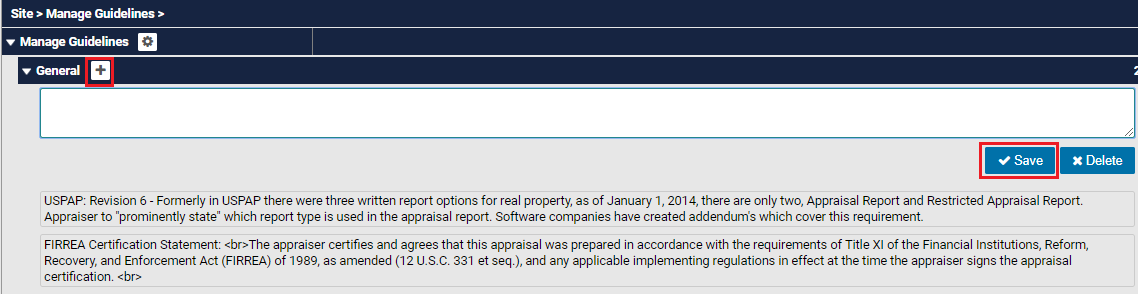 Site > Manage Guidelines >
Manage Guidelines
General
2
Save
Delete
USPAP: Revision 6 - Formerly in USPAP there were three written report options for real property, as of January 1, 2014, there are only two, Appraisal Report and Restricted Appraisal Report.
Appraiser to "prominently state" which report type is used in the appraisal report. Software companies have created addendum's which cover this requirement.
FIRREA Certification Statement: <br>The appraiser certifies and agrees that this appraisal was prepared in accordance with the requirements of Title XI of the Financial Institutions, Reform,
Recovery, and Enforcement Act (FIRREA) of 1989, as amended (12 U.S.C. 331 et seq.), and any applicable implementing regulations in effect at the time the appraiser signs the appraisal
certification. <br>